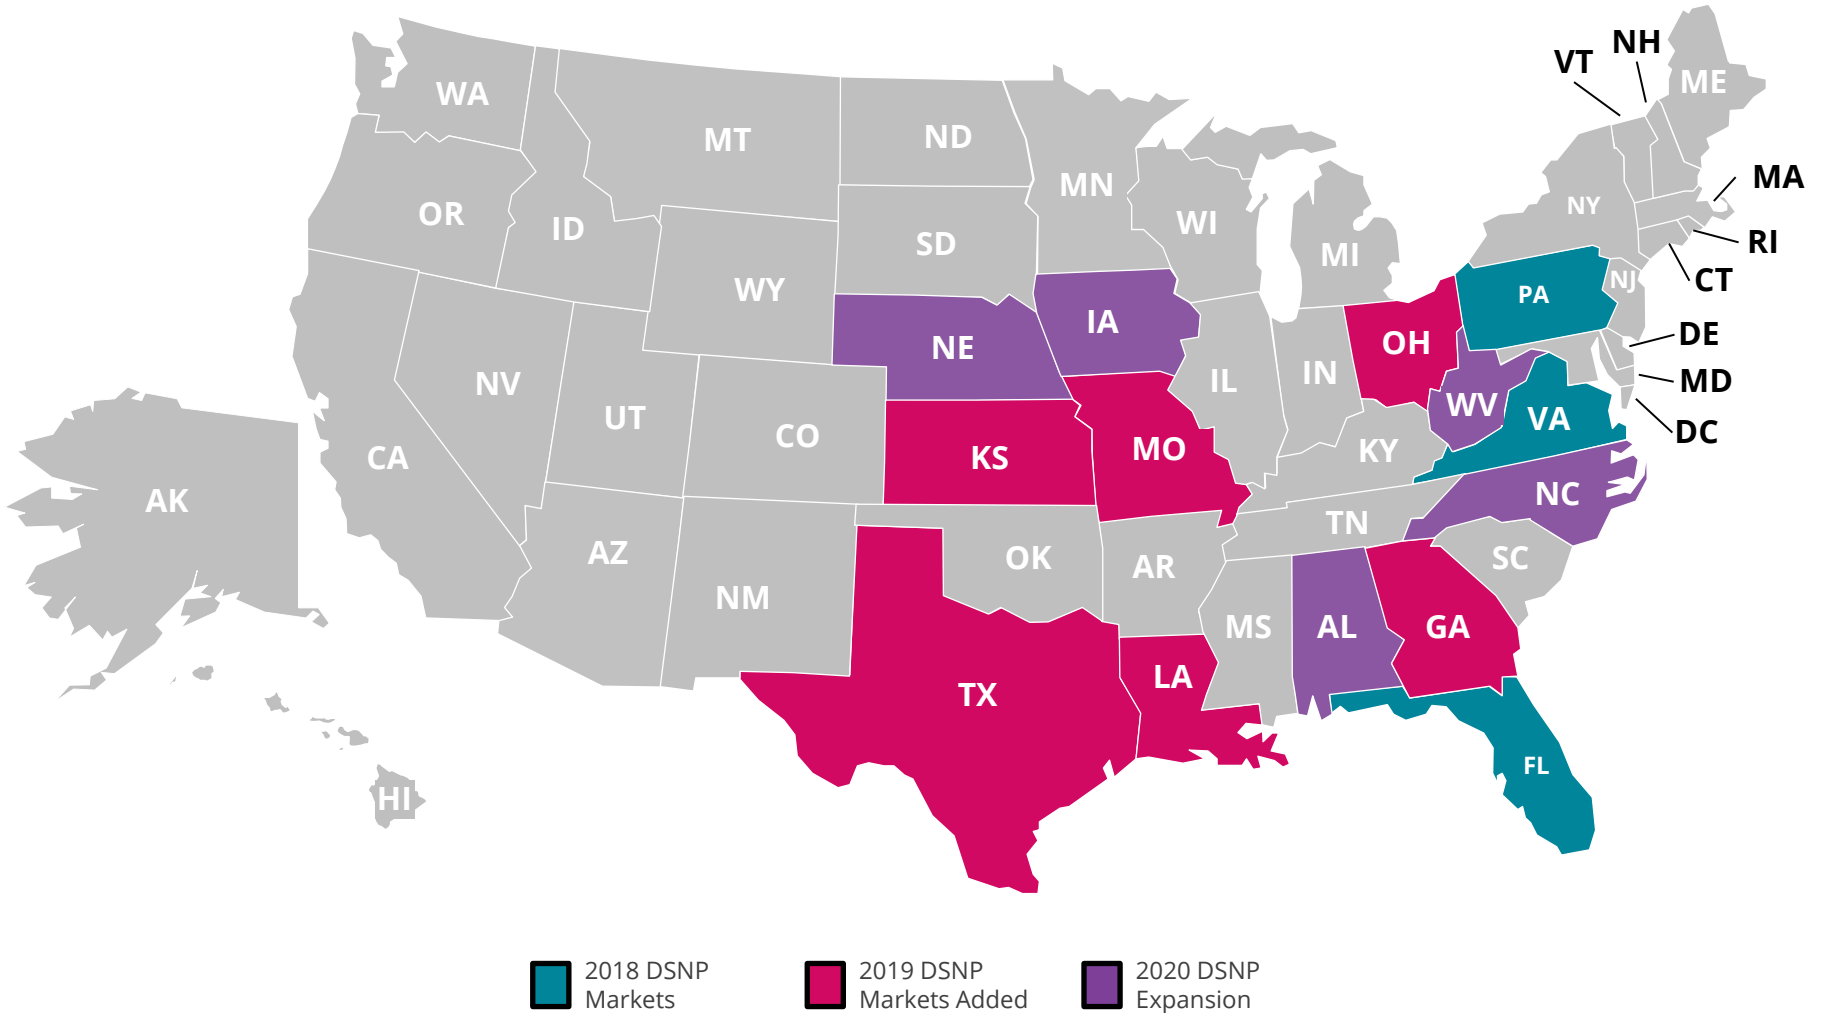 NH
VT
ME
WA
MT
ND
MN
MA
OR
ID
SD
WI
MI
NY
RI
WY
CT
NE
IA
OH
PA
NJ
DE
NV
UT
CO
IL
IN
WV
VA
MD
DC
CA
KS
MO
KY
NC
AK
AZ
NM
OK
AR
TN
SC
MS
AL
GA
TX
LA
FL
HI
2018 DSNP
Markets
2019 DSNP
Markets Added
2020 DSNP
Expansion